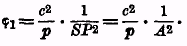 φ₁ = c²/p · 1/SP² = c²/p · 1/A² ·